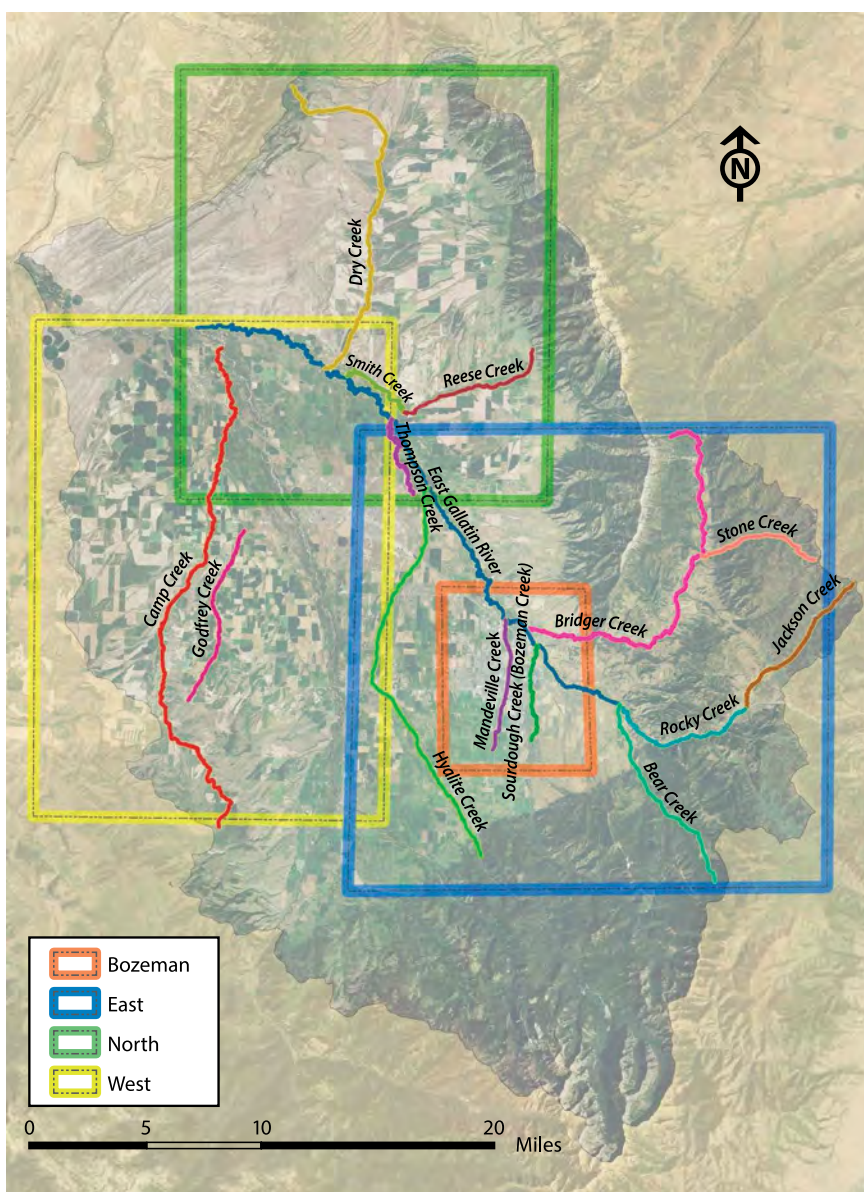 N
Dry Creek
Smith Creek
Reese Creek
Thompson Creek
East Gallatin River
Stone Creek
Camp Creek
Godfrey Creek
Jackson Creek
Bridger Creek
Mandeville Creek
Sourdough Creek (Bozeman Creek)
Rocky Creek
Hyalite Creek
Bear Creek
Bozeman
East
North
West
0 5 10 20 Miles